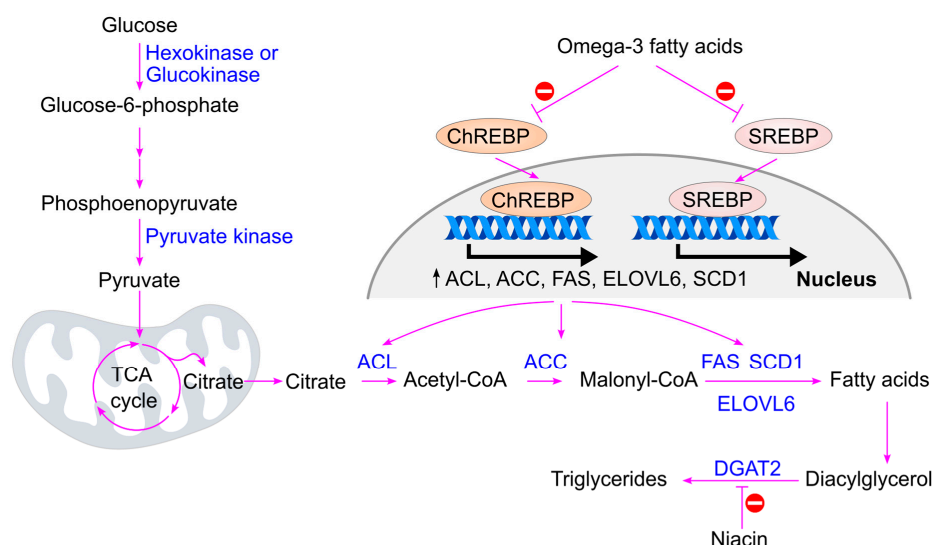 Glucose
Hexokinase or
Glucokinase
Glucose-6-phosphate
Phosphoenopyruvate
Pyruvate kinase
Pyruvate
TCA
cycle
Citrate
Citrate
ACL
Acetyl-CoA
ACC
Malonyl-CoA
FAS SCD1
ELOVL6
Fatty acids
Diacylglycerol
DGAT2
Triglycerides
Niacin
Omega-3 fatty acids
ChREBP
SREBP
ChREBP
SREBP
ACL, ACC, FAS, ELOVL6, SCD1
Nucleus